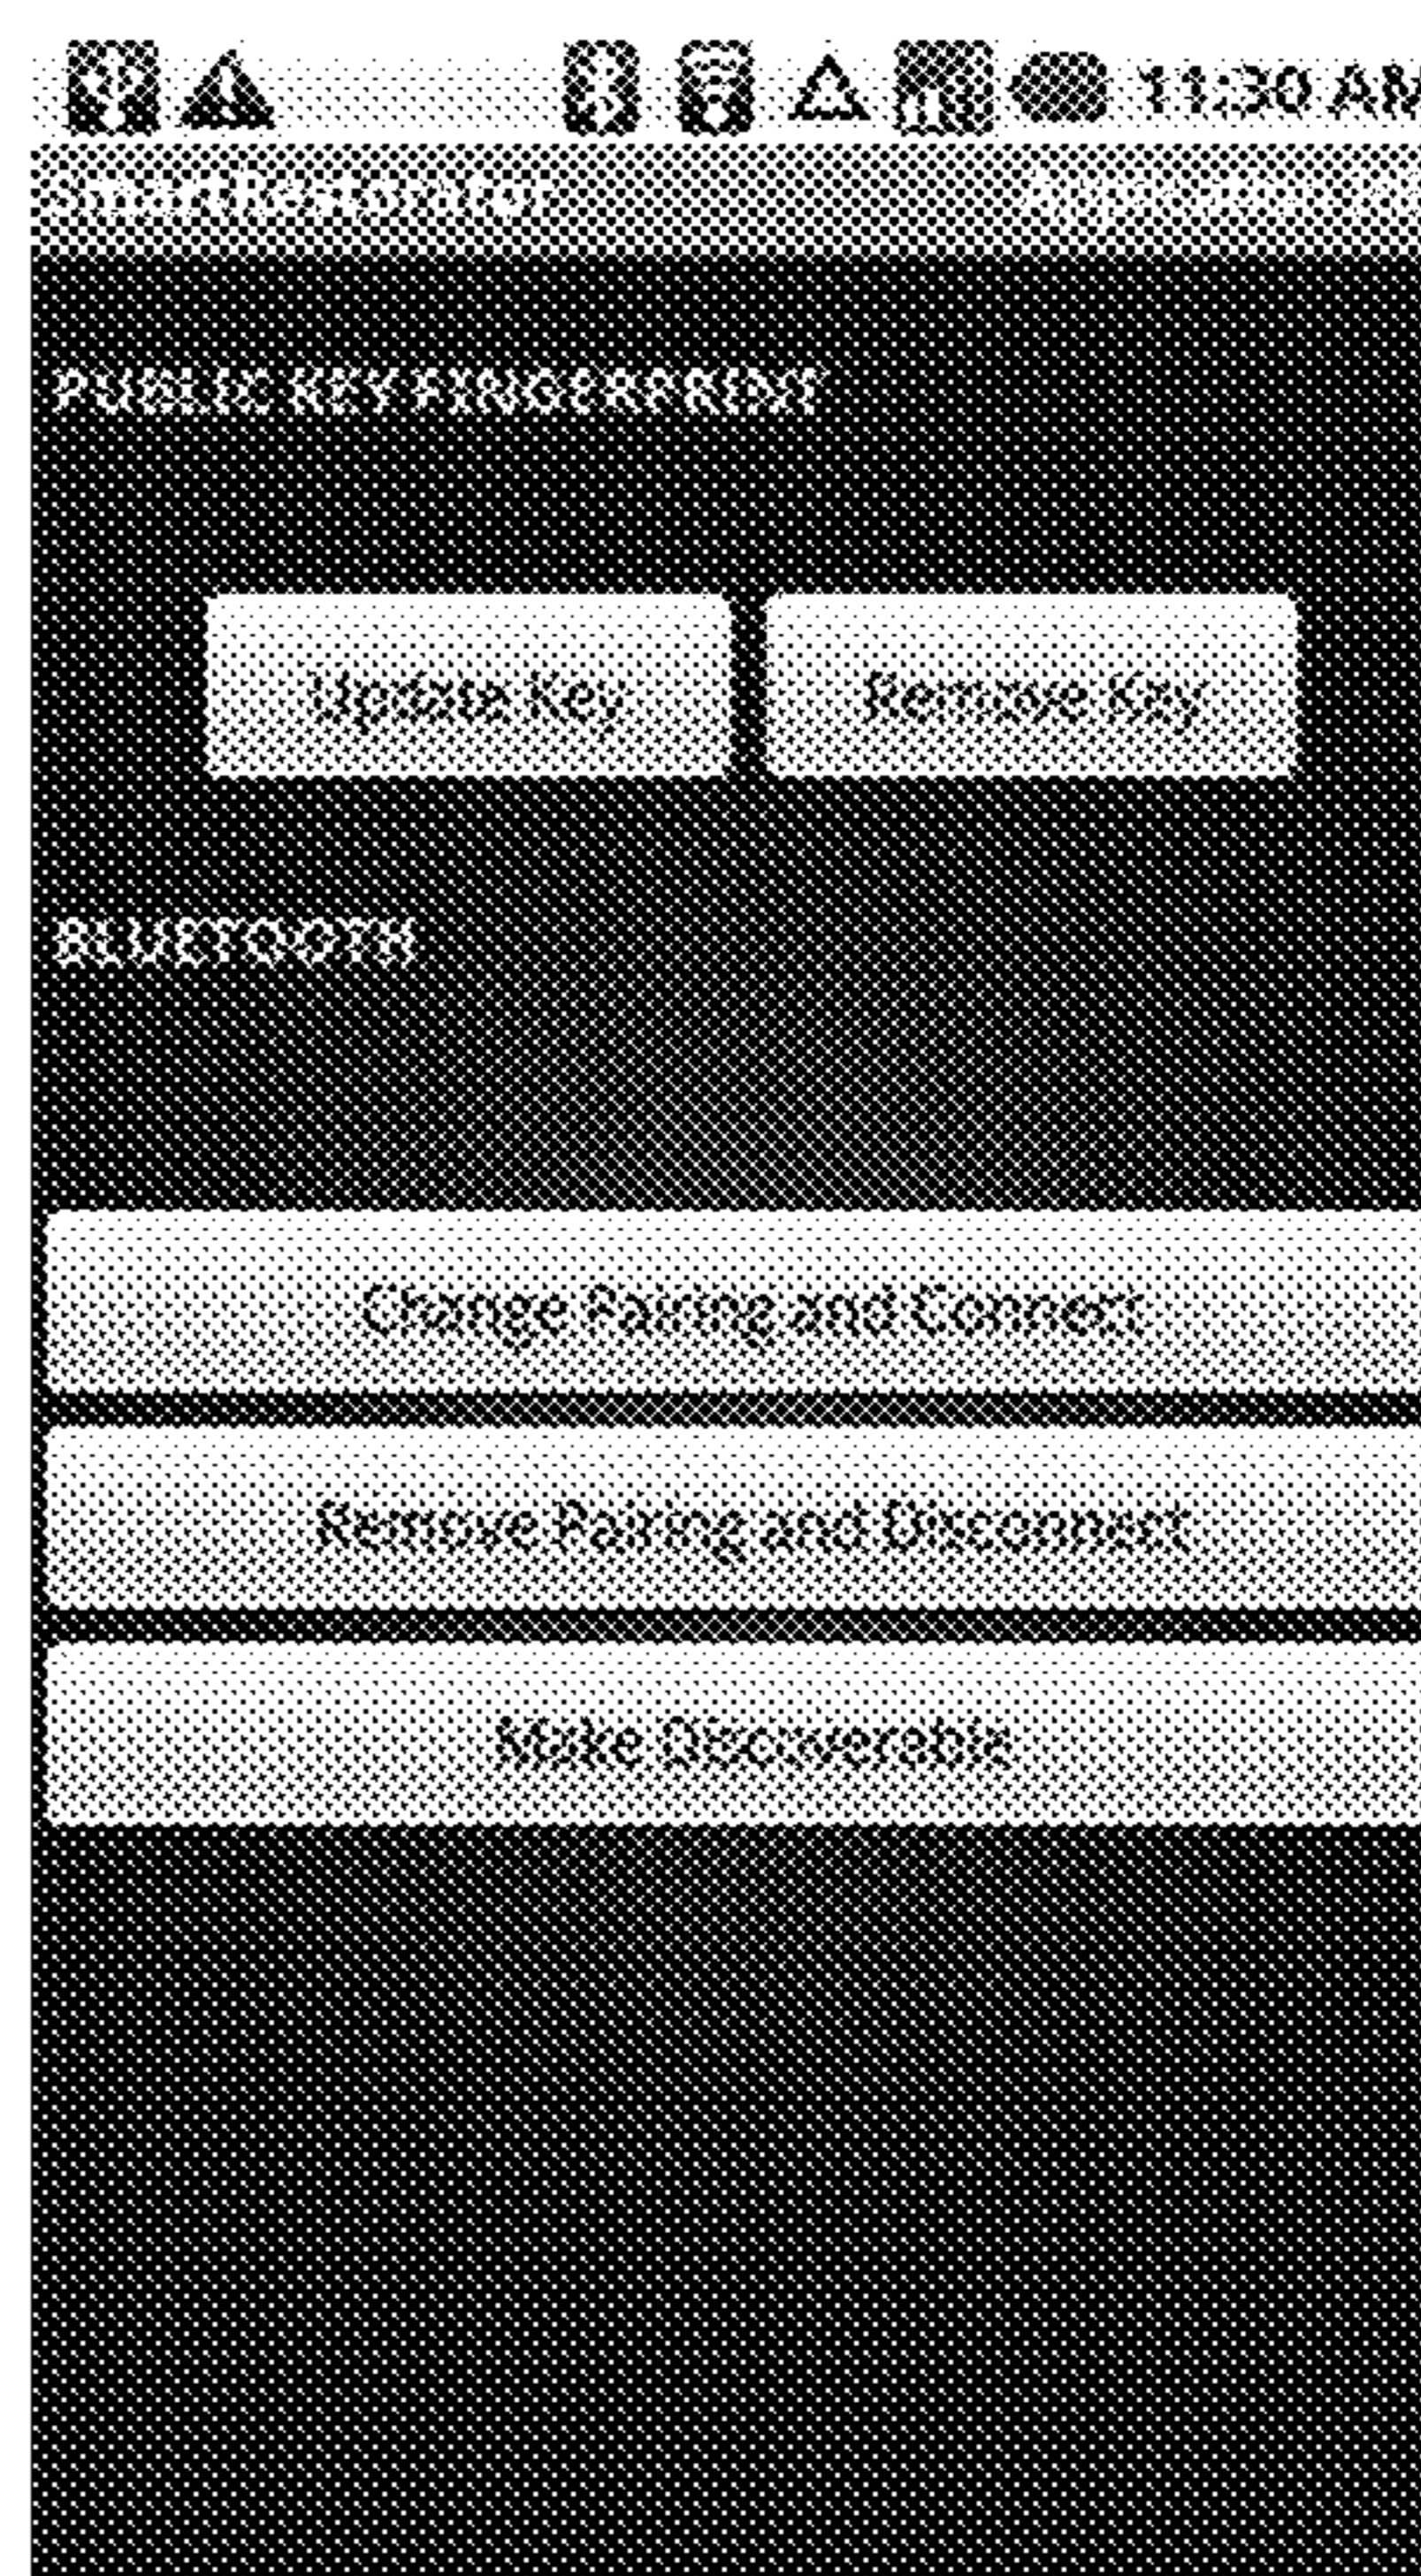 11:30 AM
SmartRestorator
PUBLIC KEY FINGERPRINT
Update Key Remove Key
BLUETOOTH
Change Pairing and Connect
Remove Pairing and Disconnect
Make Discoverable